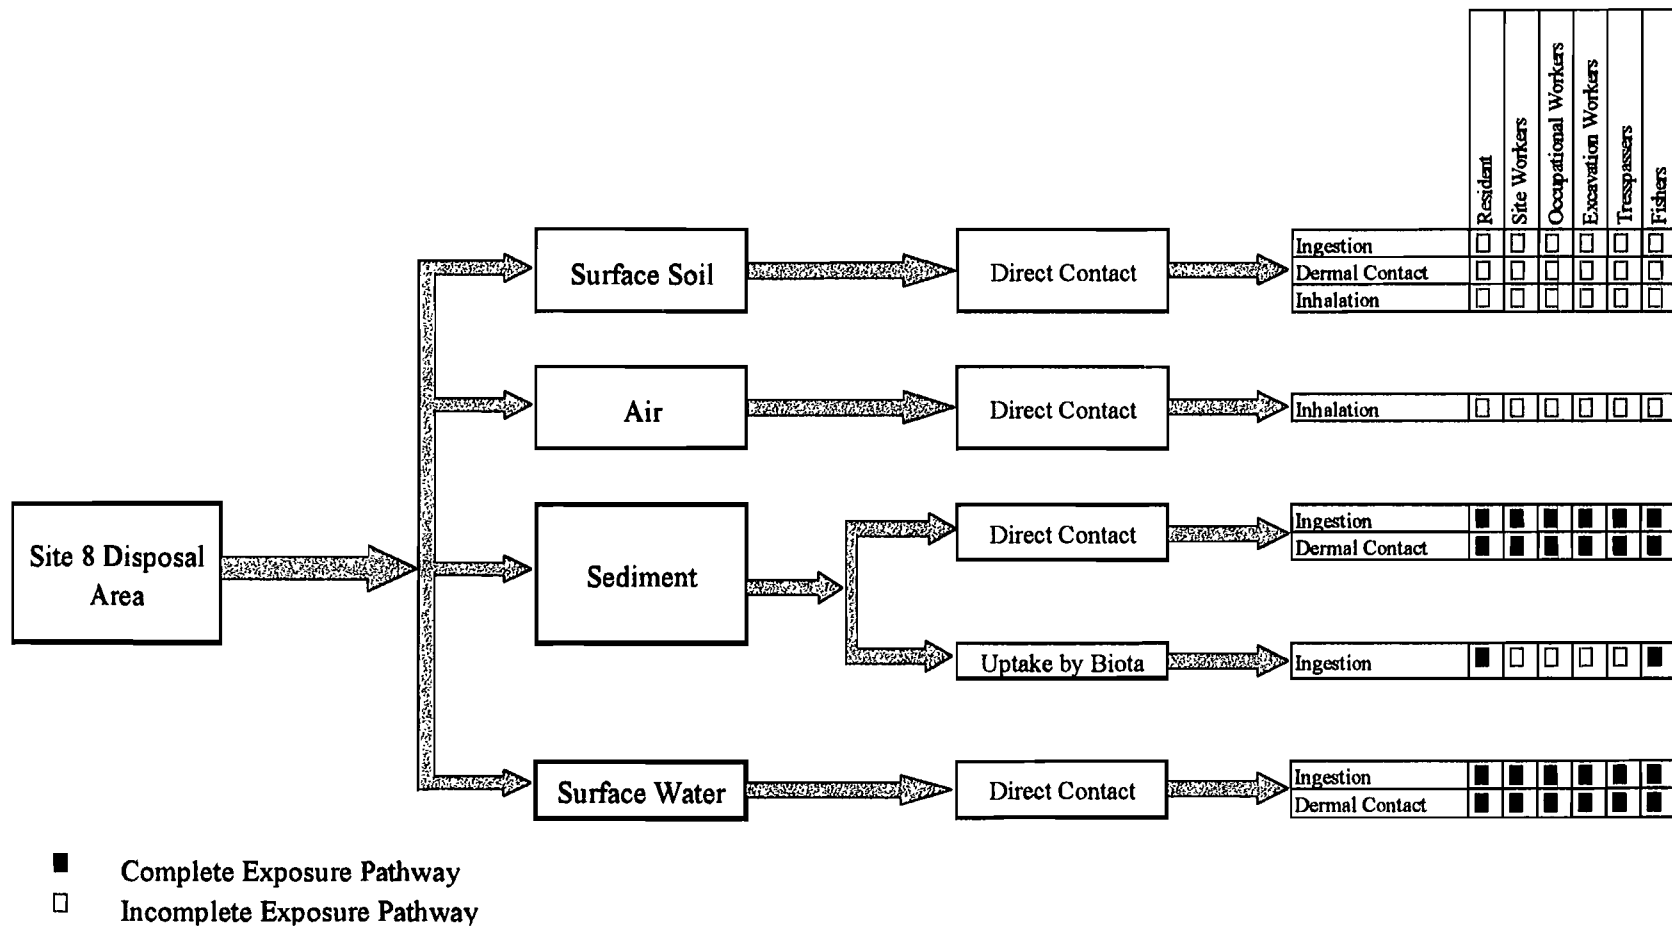 Resident
Site Workers
Occupational Workers
Excavation Workers
Tresspassers
Fishers
Surface Soil
Direct Contact
Ingestion
Dermal Contact
Inhalation
Air
Direct Contact
Inhalation
Site 8 Disposal
Area
Sediment
Direct Contact
Ingestion
Dermal Contact
Uptake by Biota
Ingestion
Surface Water
Direct Contact
Ingestion
Dermal Contact
Complete Exposure Pathway
Incomplete Exposure Pathway